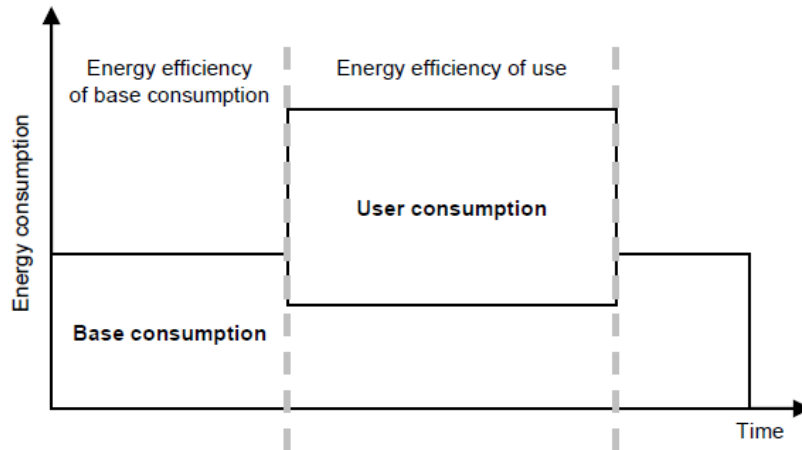 Energy efficiency
of base consumption
Energy efficiency of use
User consumption
Base consumption
Energy consumption
Time